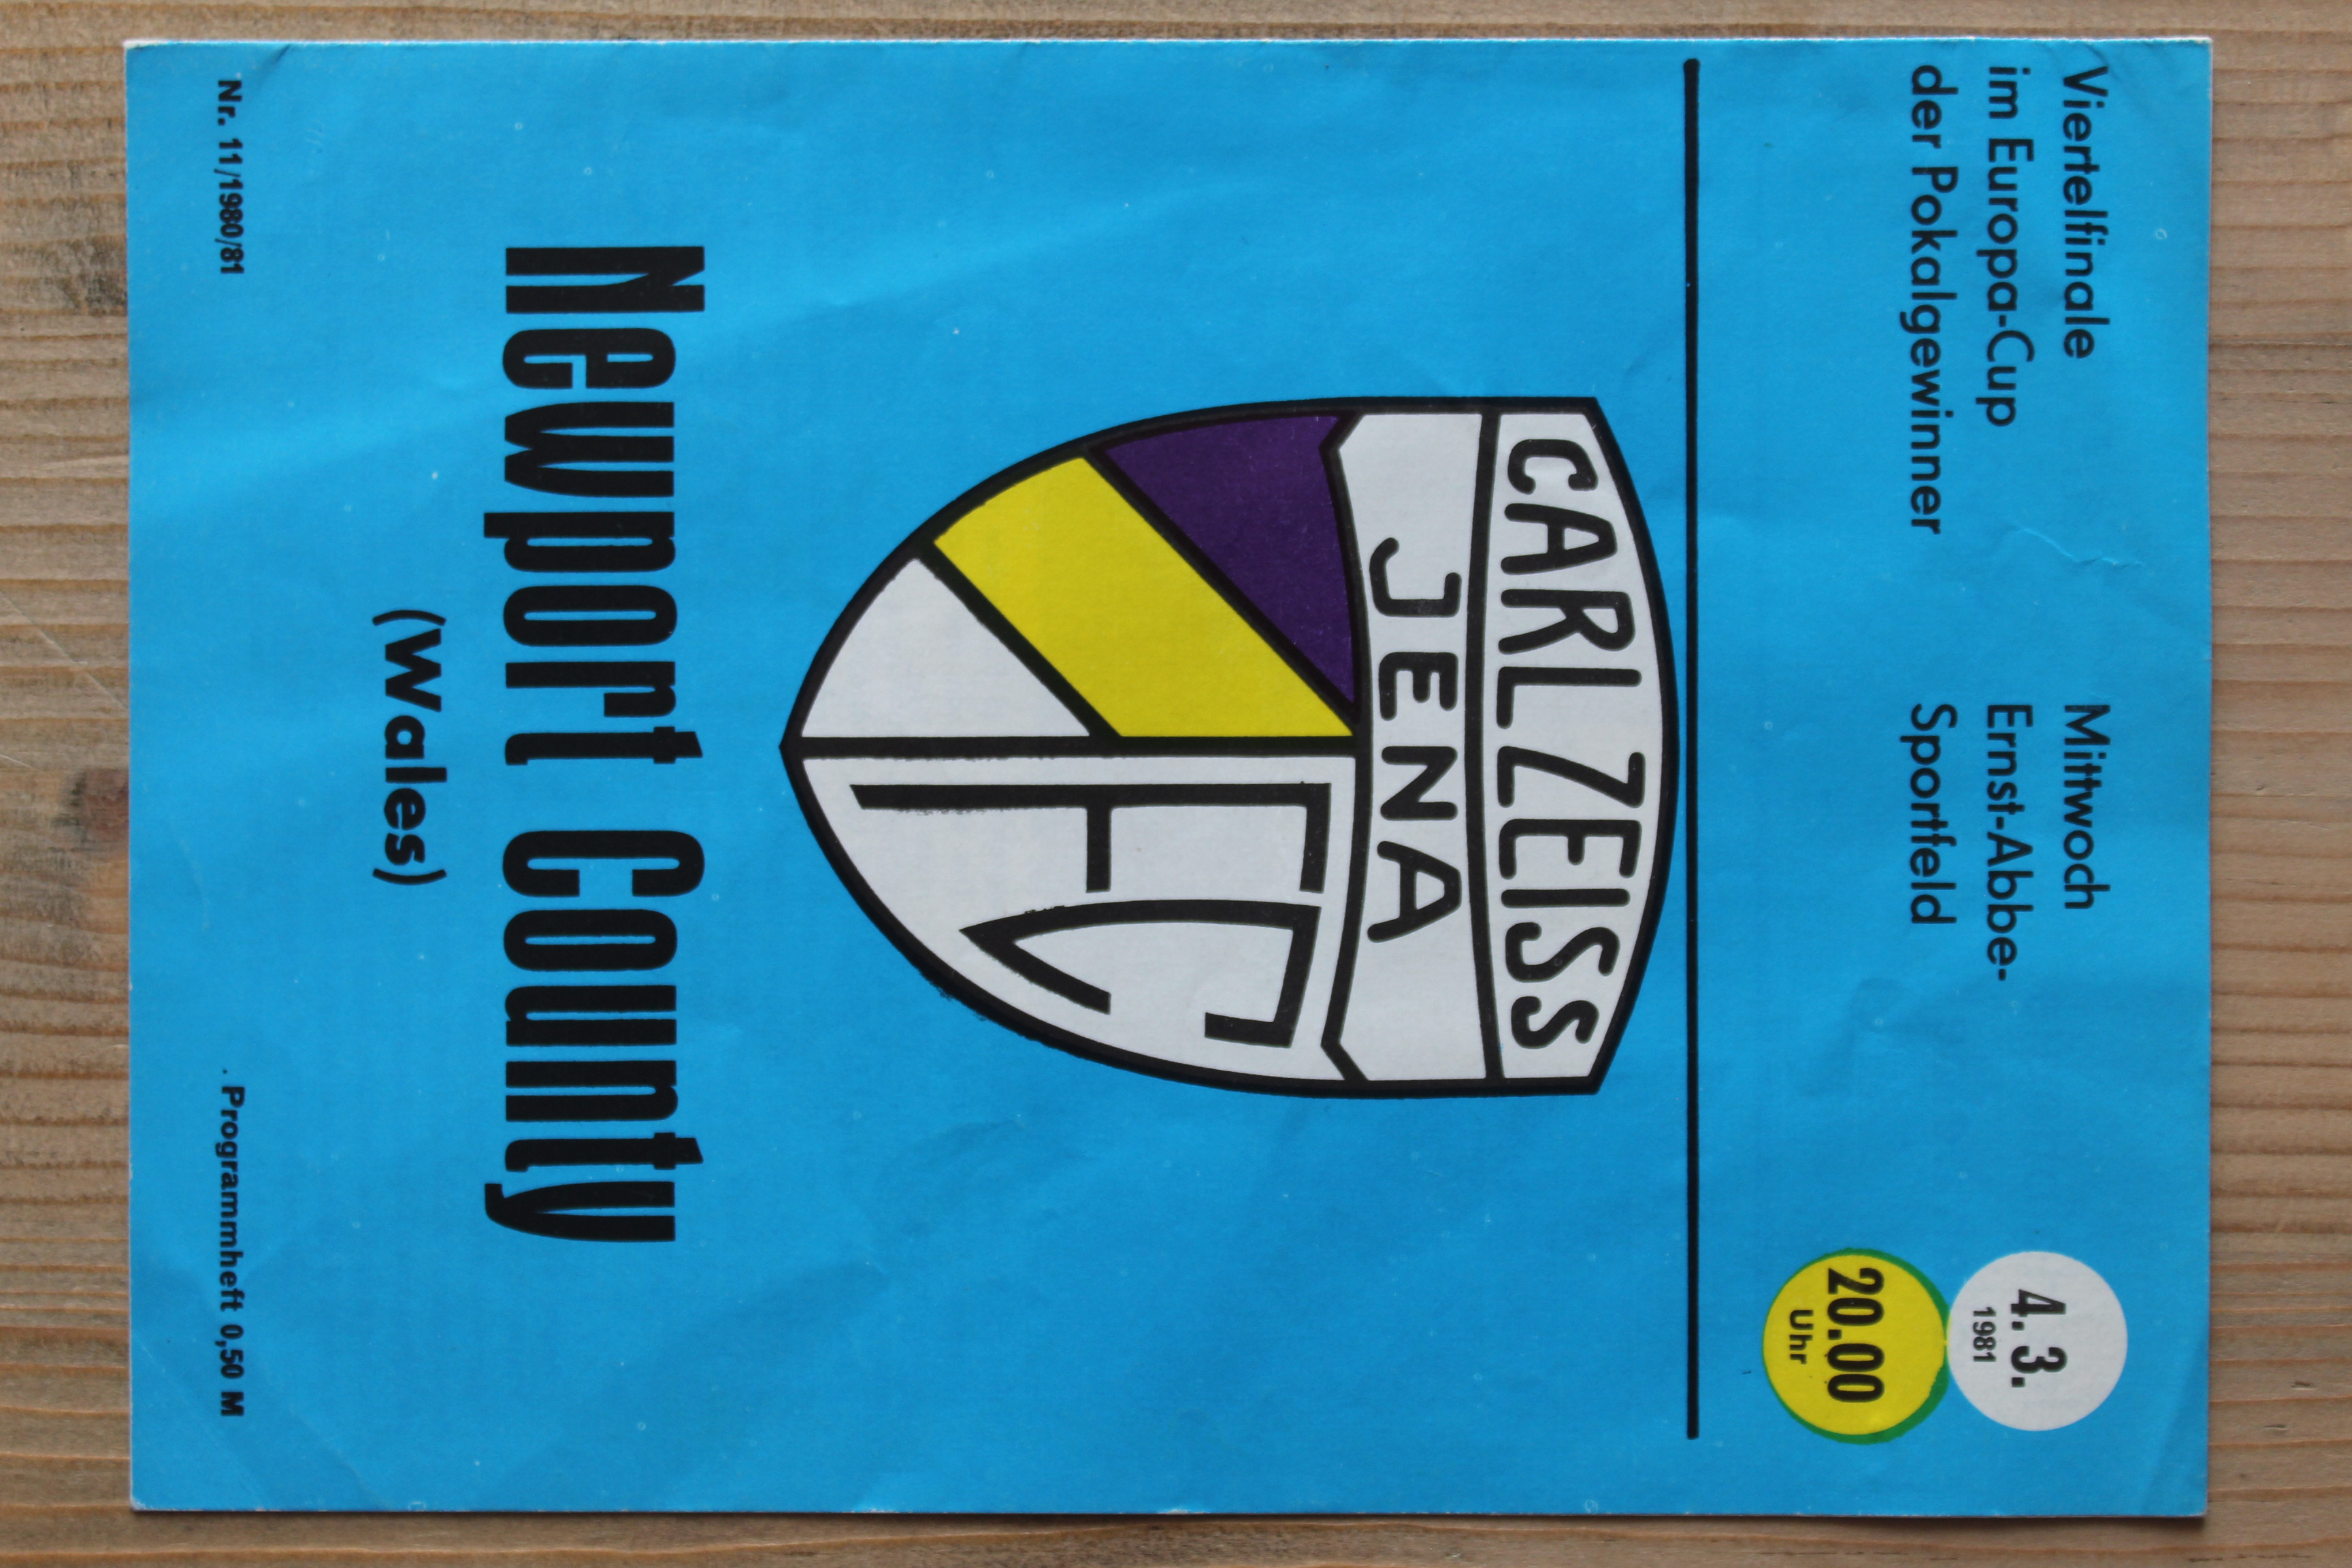 Viertelfinale
im Europa-Cup
der Pokalgewinner
Mittwoch
Ernst-Abbe-
Sportfeld
4. 3.
1981
20.00
Uhr
CARL ZEISS
JENA
FC
Newport County
(Wales)
Nr. 11/1980/81
Programmheft 0,50 M